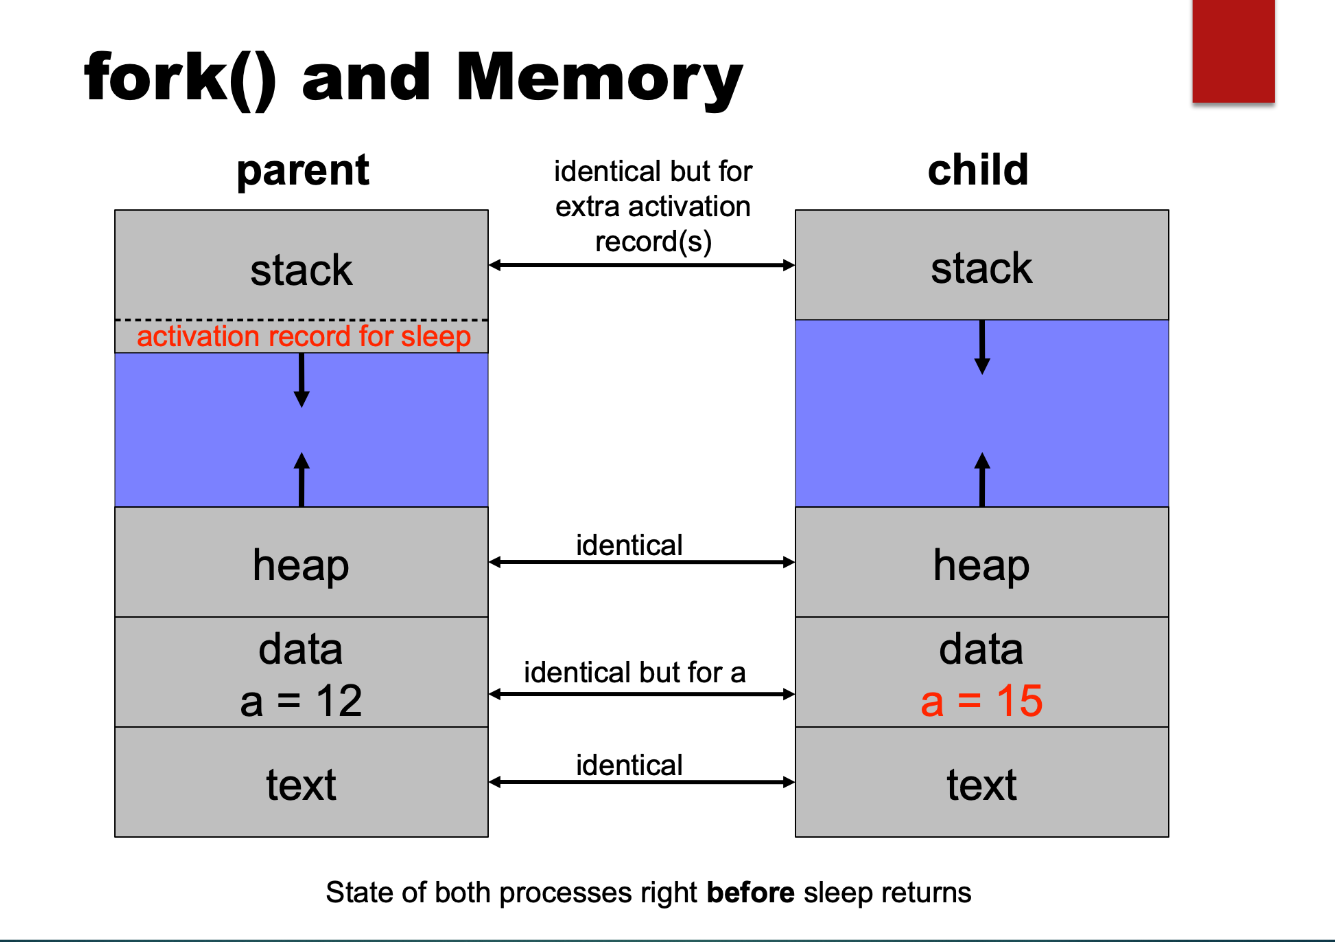 fork() and Memory
parent
identical but for
extra activation
record(s)
child
stack
stack
activation record for sleep
heap
identical
heap
data
a = 12
identical but for a
data
a = 15
text
identical
text
State of both processes right before sleep returns